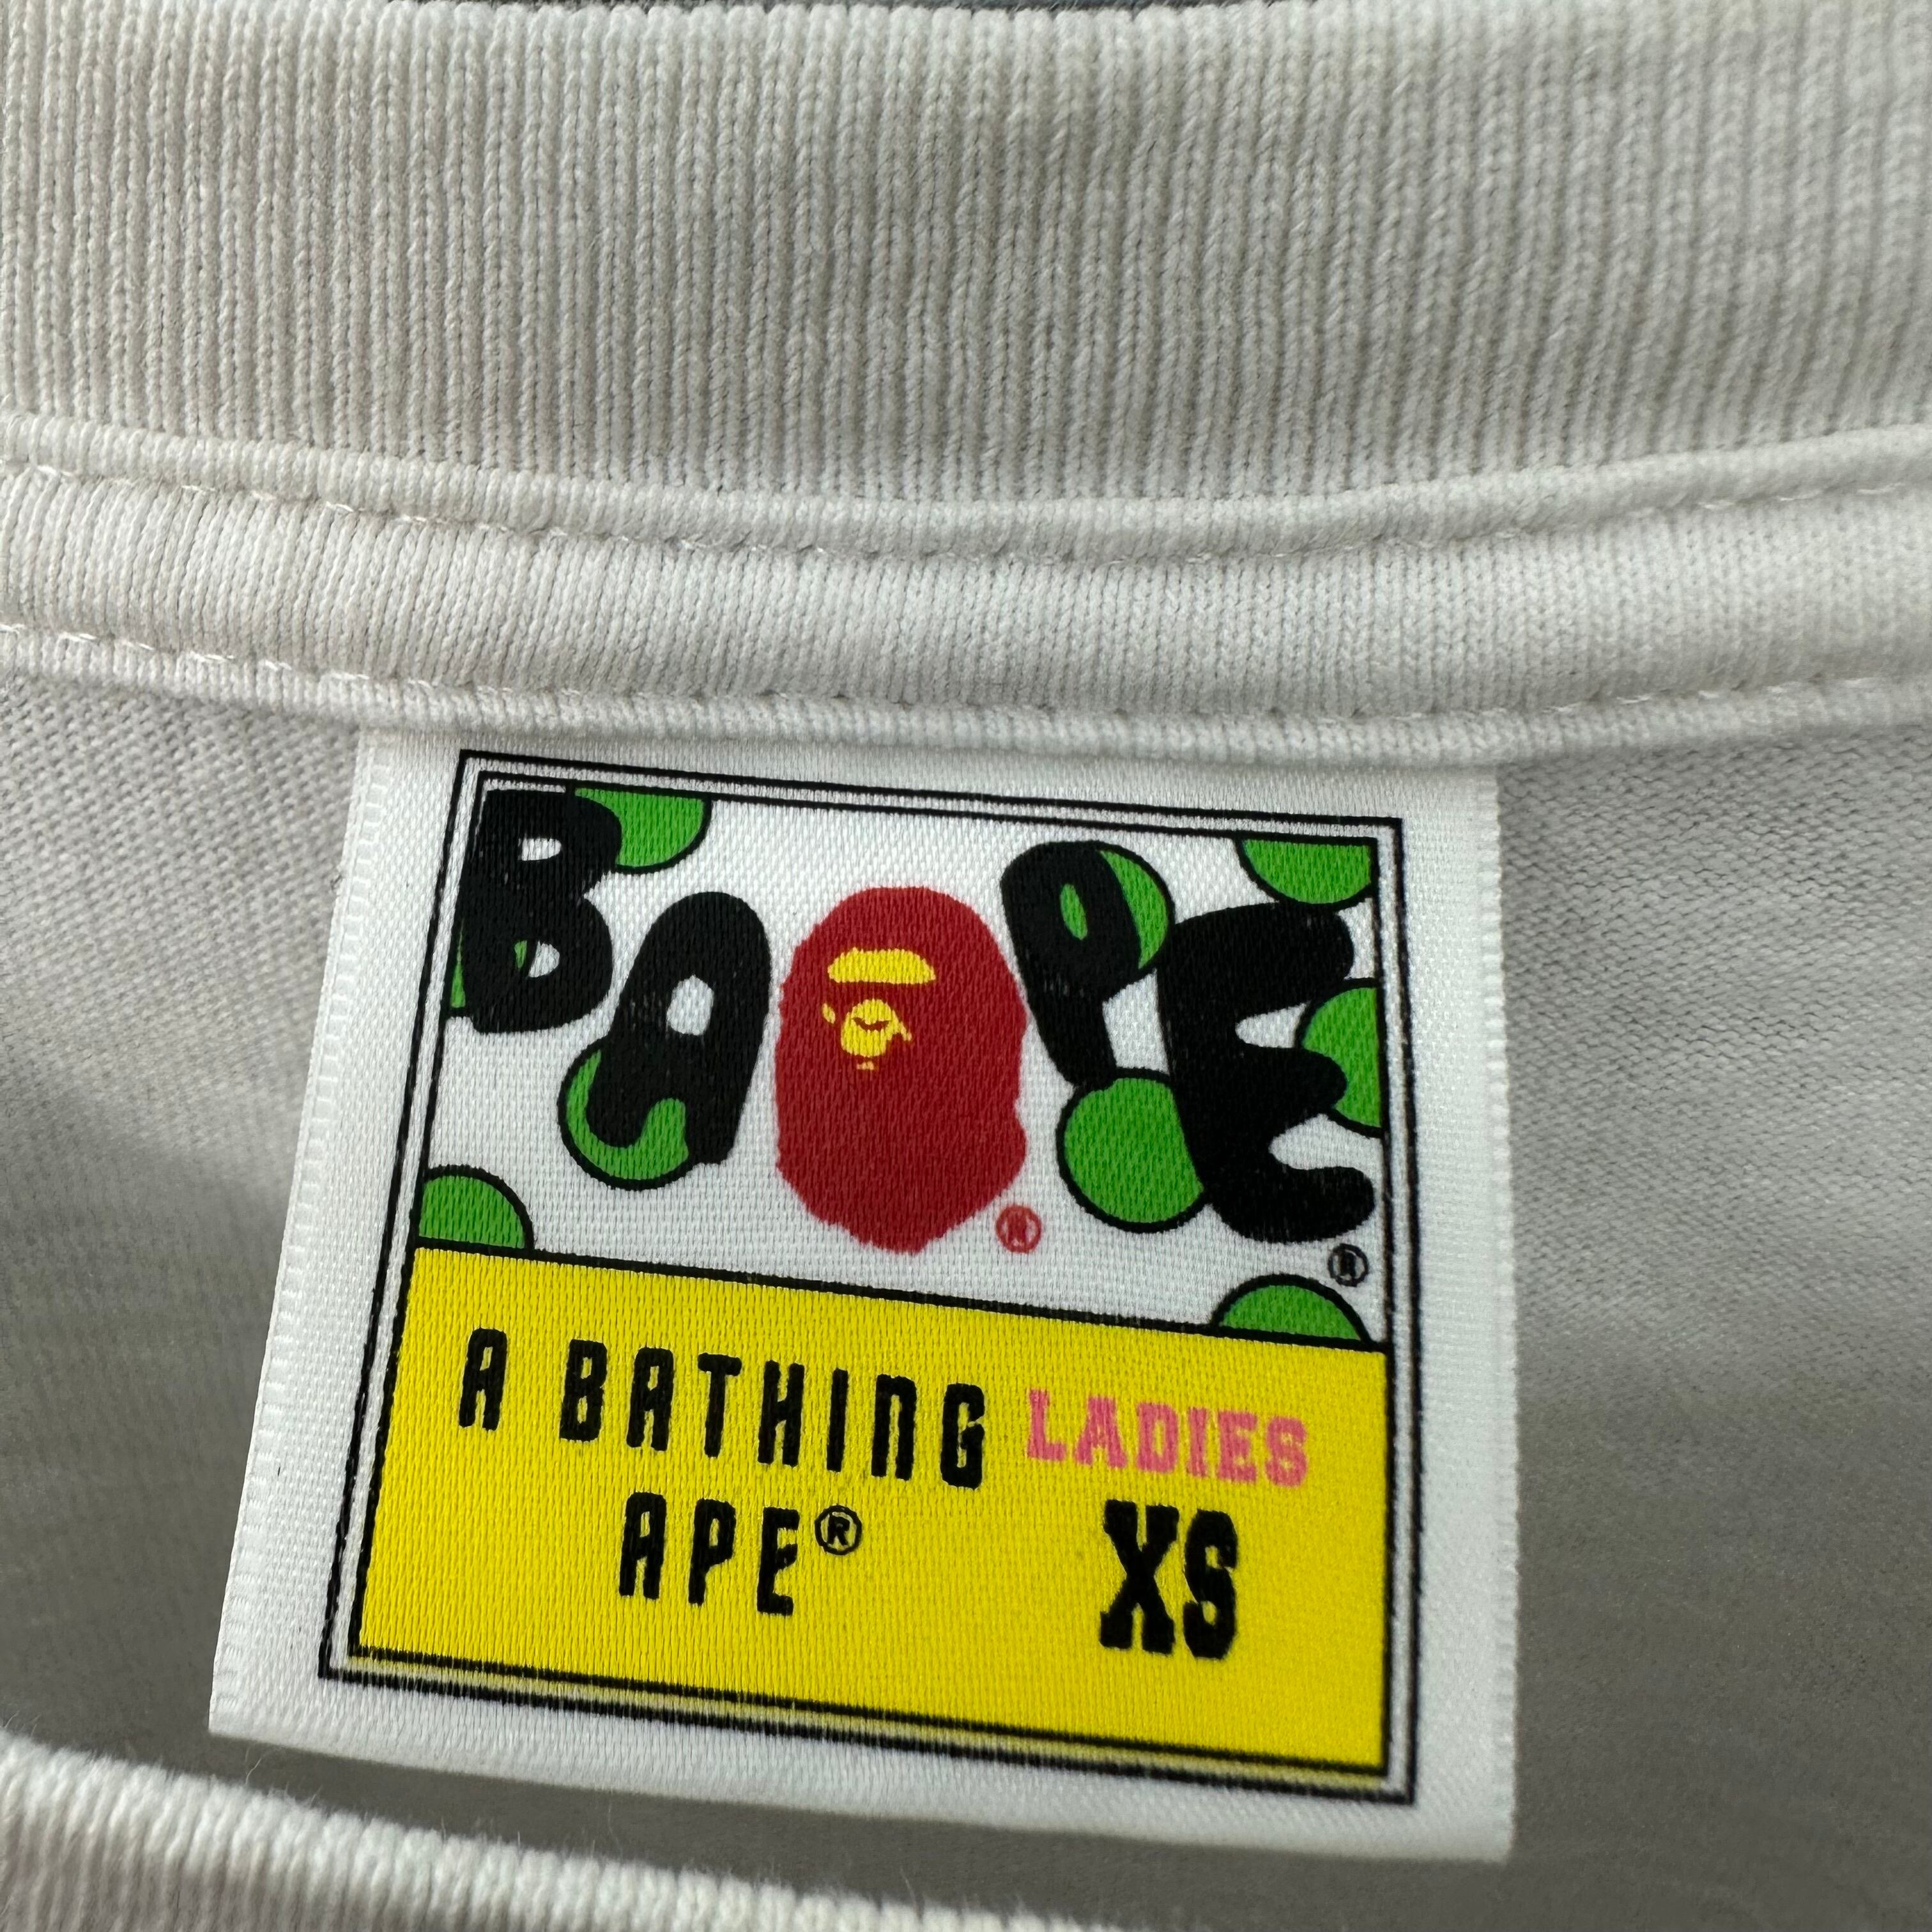 BAPE ® ®
A BATHING LADIES
APE® XS